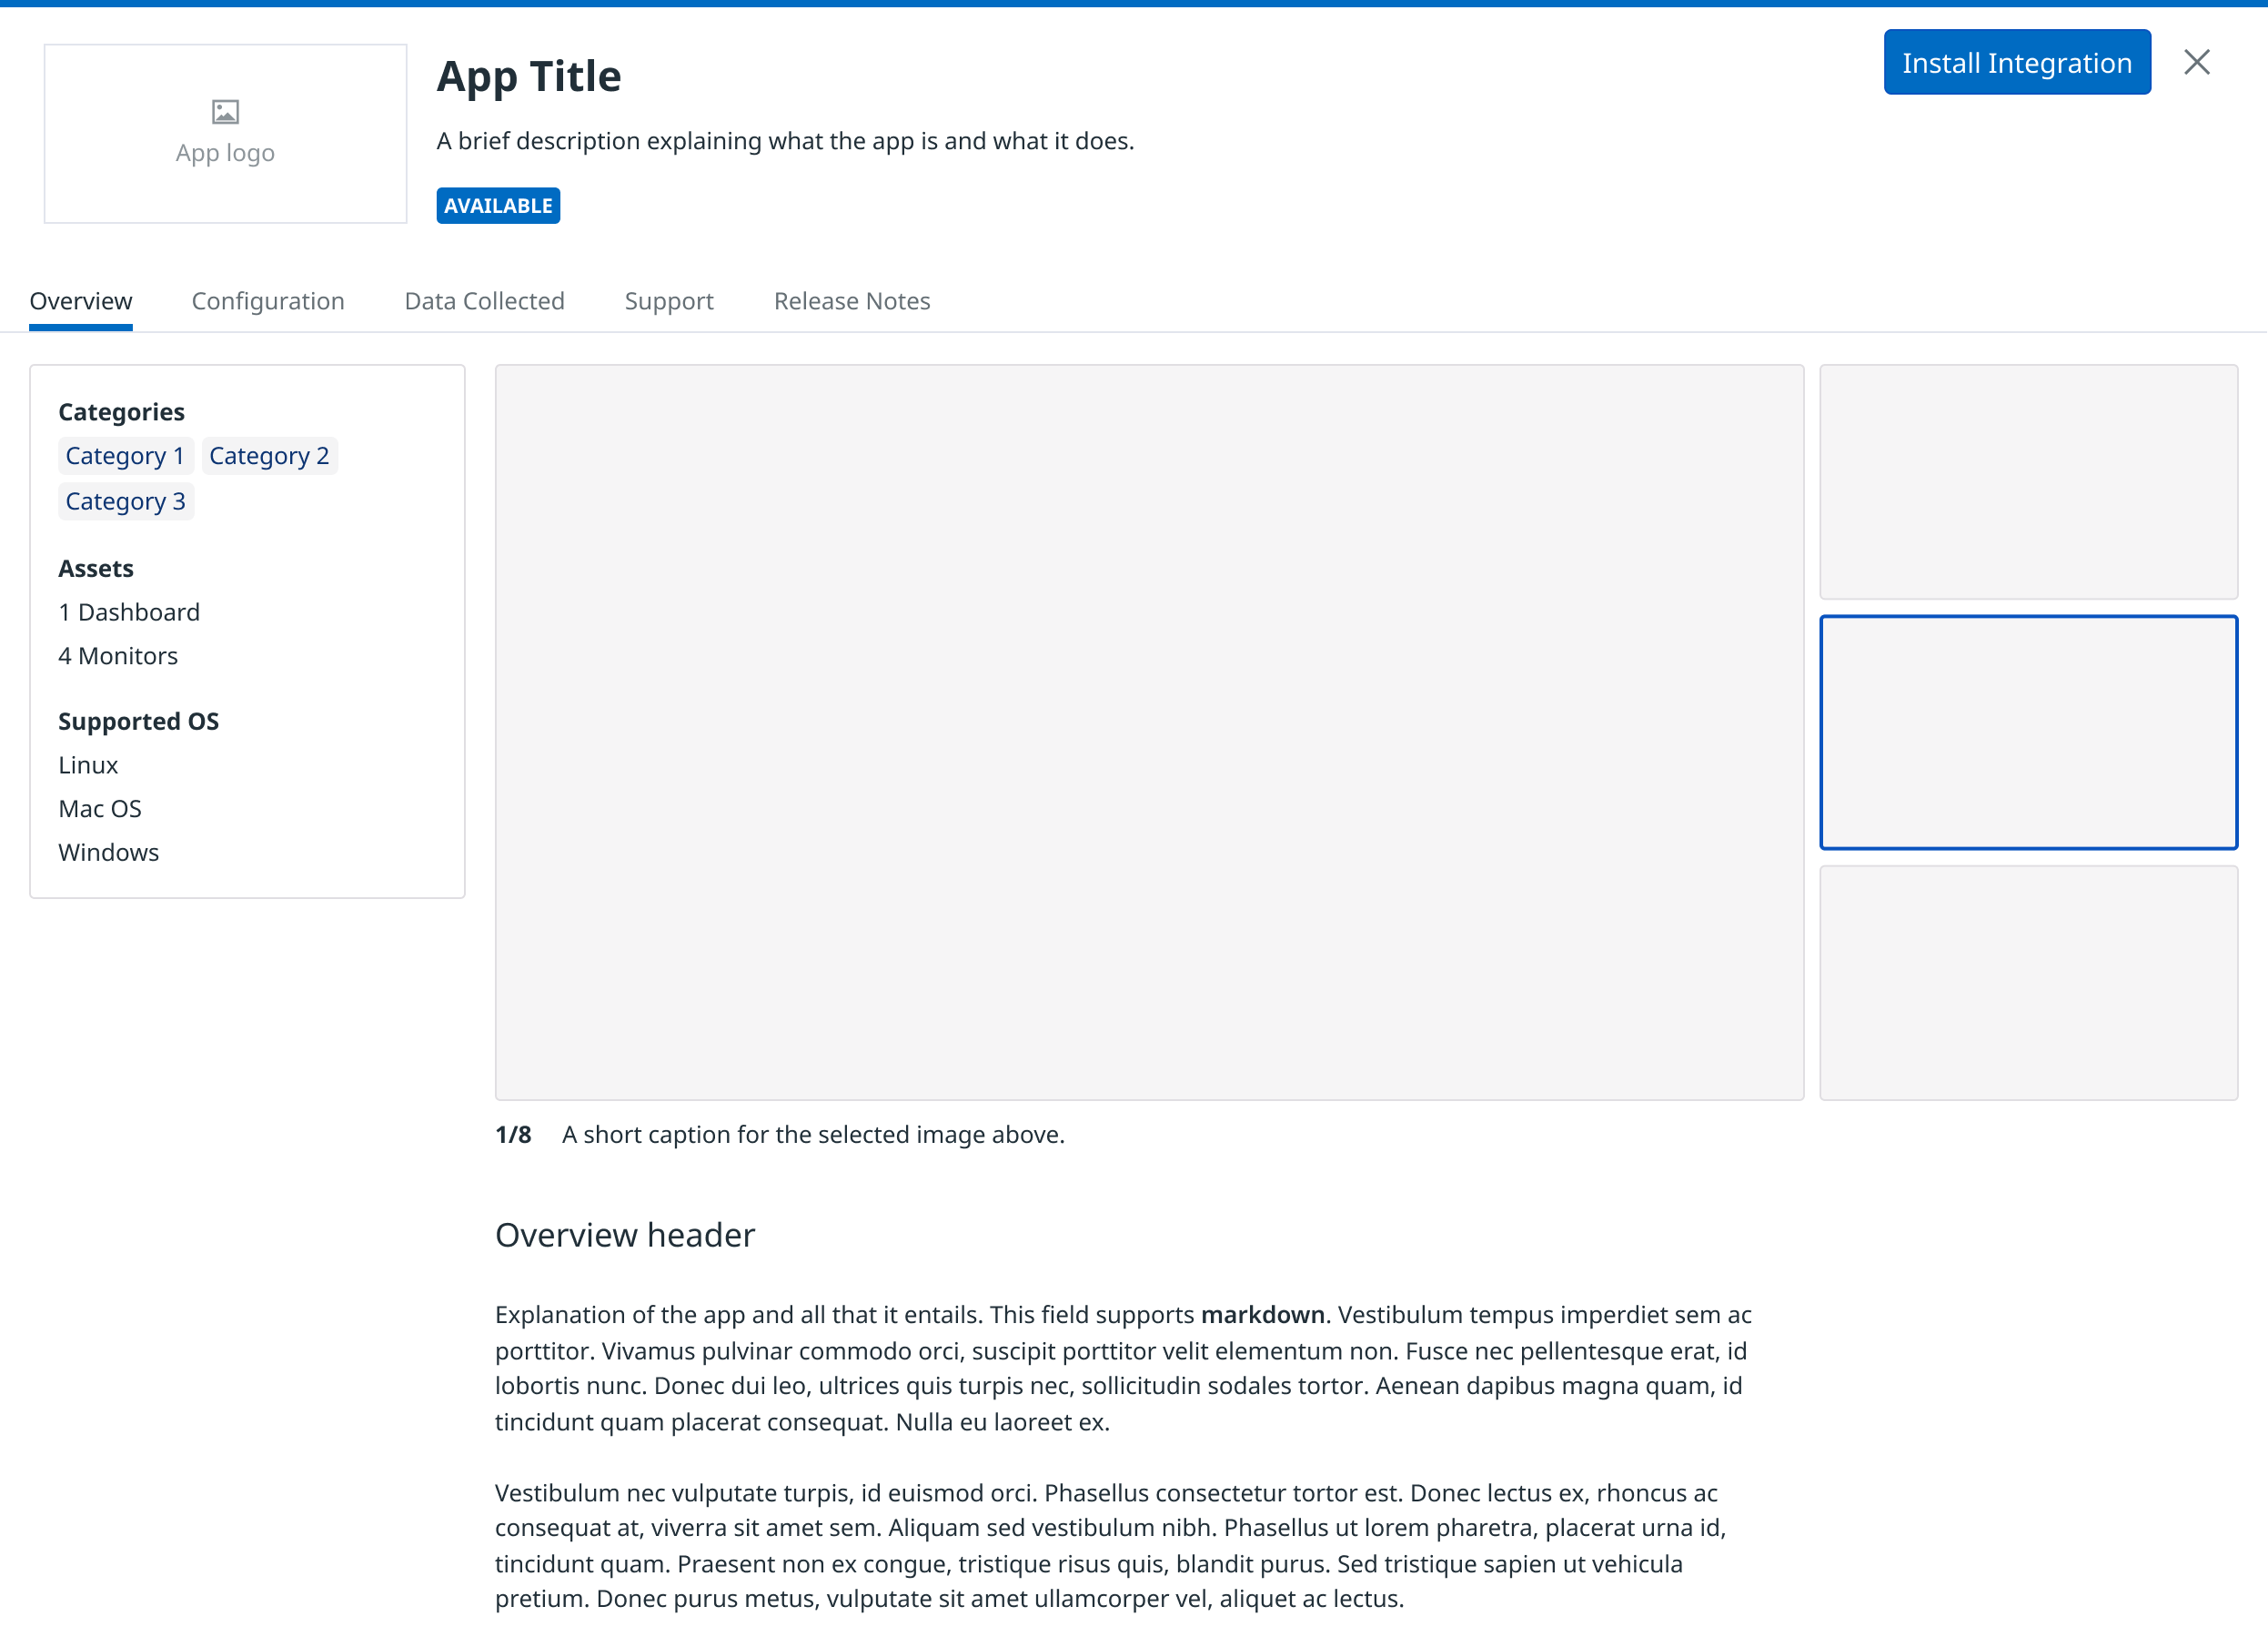 App logo
App Title
Install Integration
A brief description explaining what the app is and what it does.
AVAILABLE
Overview
Configuration
Data Collected
Support
Release Notes
Categories
Category 1
Category 2
Category 3
Assets
1 Dashboard
4 Monitors
Supported OS
Linux
Mac OS
Windows
1/8 A short caption for the selected image above.
Overview header
Explanation of the app and all that it entails. This field supports markdown. Vestibulum tempus imperdiet sem ac
porttitor. Vivamus pulvinar commodo orci, suscipit porttitor velit elementum non. Fusce nec pellentesque erat, id
lobortis nunc. Donec dui leo, ultrices quis turpis nec, sollicitudin sodales tortor. Aenean dapibus magna quam, id
tincidunt quam placerat consequat. Nulla eu laoreet ex.
Vestibulum nec vulputate turpis, id euismod orci. Phasellus consectetur tortor est. Donec lectus ex, rhoncus ac
consequat at, viverra sit amet sem. Aliquam sed vestibulum nibh. Phasellus ut lorem pharetra, placerat urna id,
tincidunt quam. Praesent non ex congue, tristique risus quis, blandit purus. Sed tristique sapien ut vehicula
pretium. Donec purus metus, vulputate sit amet ullamcorper vel, aliquet ac lectus.